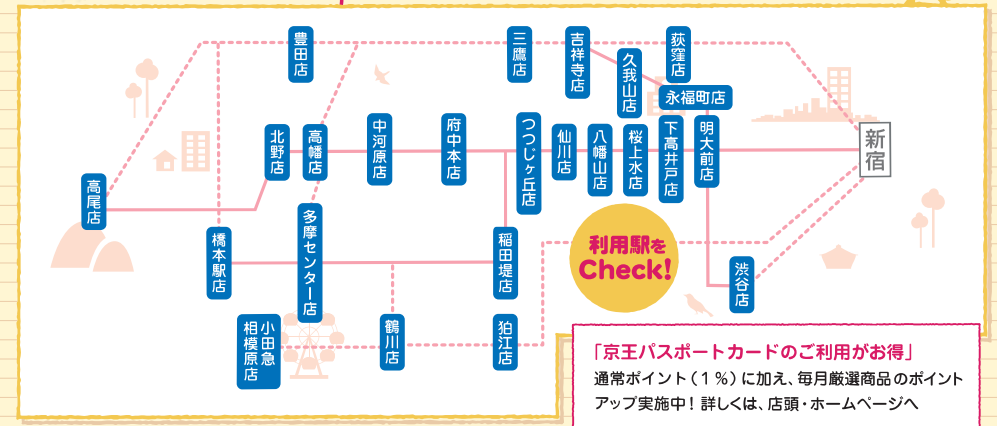 豊田店
三鷹店
吉祥寺店
久我山店
荻窪店
永福町店
北野店
高幡店
中河原店
府中本店
つつじヶ丘店
仙川店
八幡山店
桜上水店
下高井戸店
明大前店
新宿
高尾店
橋本駅店
多摩センター店
稲田堤店
利用駅を
Check!
渋谷店
小田急
相模原店
鶴川店
狛江店
「京王パスポートカードのご利用がお得」
通常ポイント(1%)に加え、毎月厳選商品のポイント
アップ実施中!詳しくは、店頭・ホームページへ